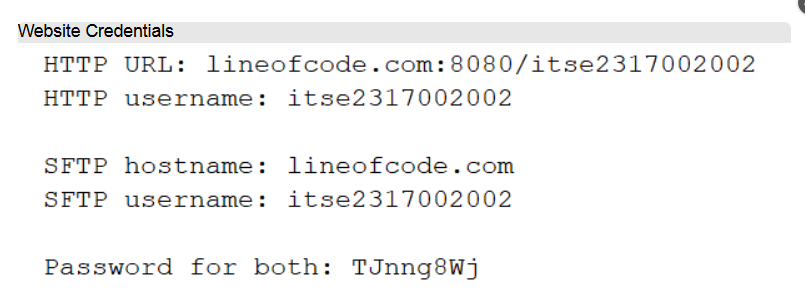 Website Credentials
HTTP URL: lineofcode.com:8080/itse2317002002
HTTP username: itse2317002002
SFTP hostname: lineofcode.com
SFTP username: itse2317002002
Password for both: TJnng8Wj